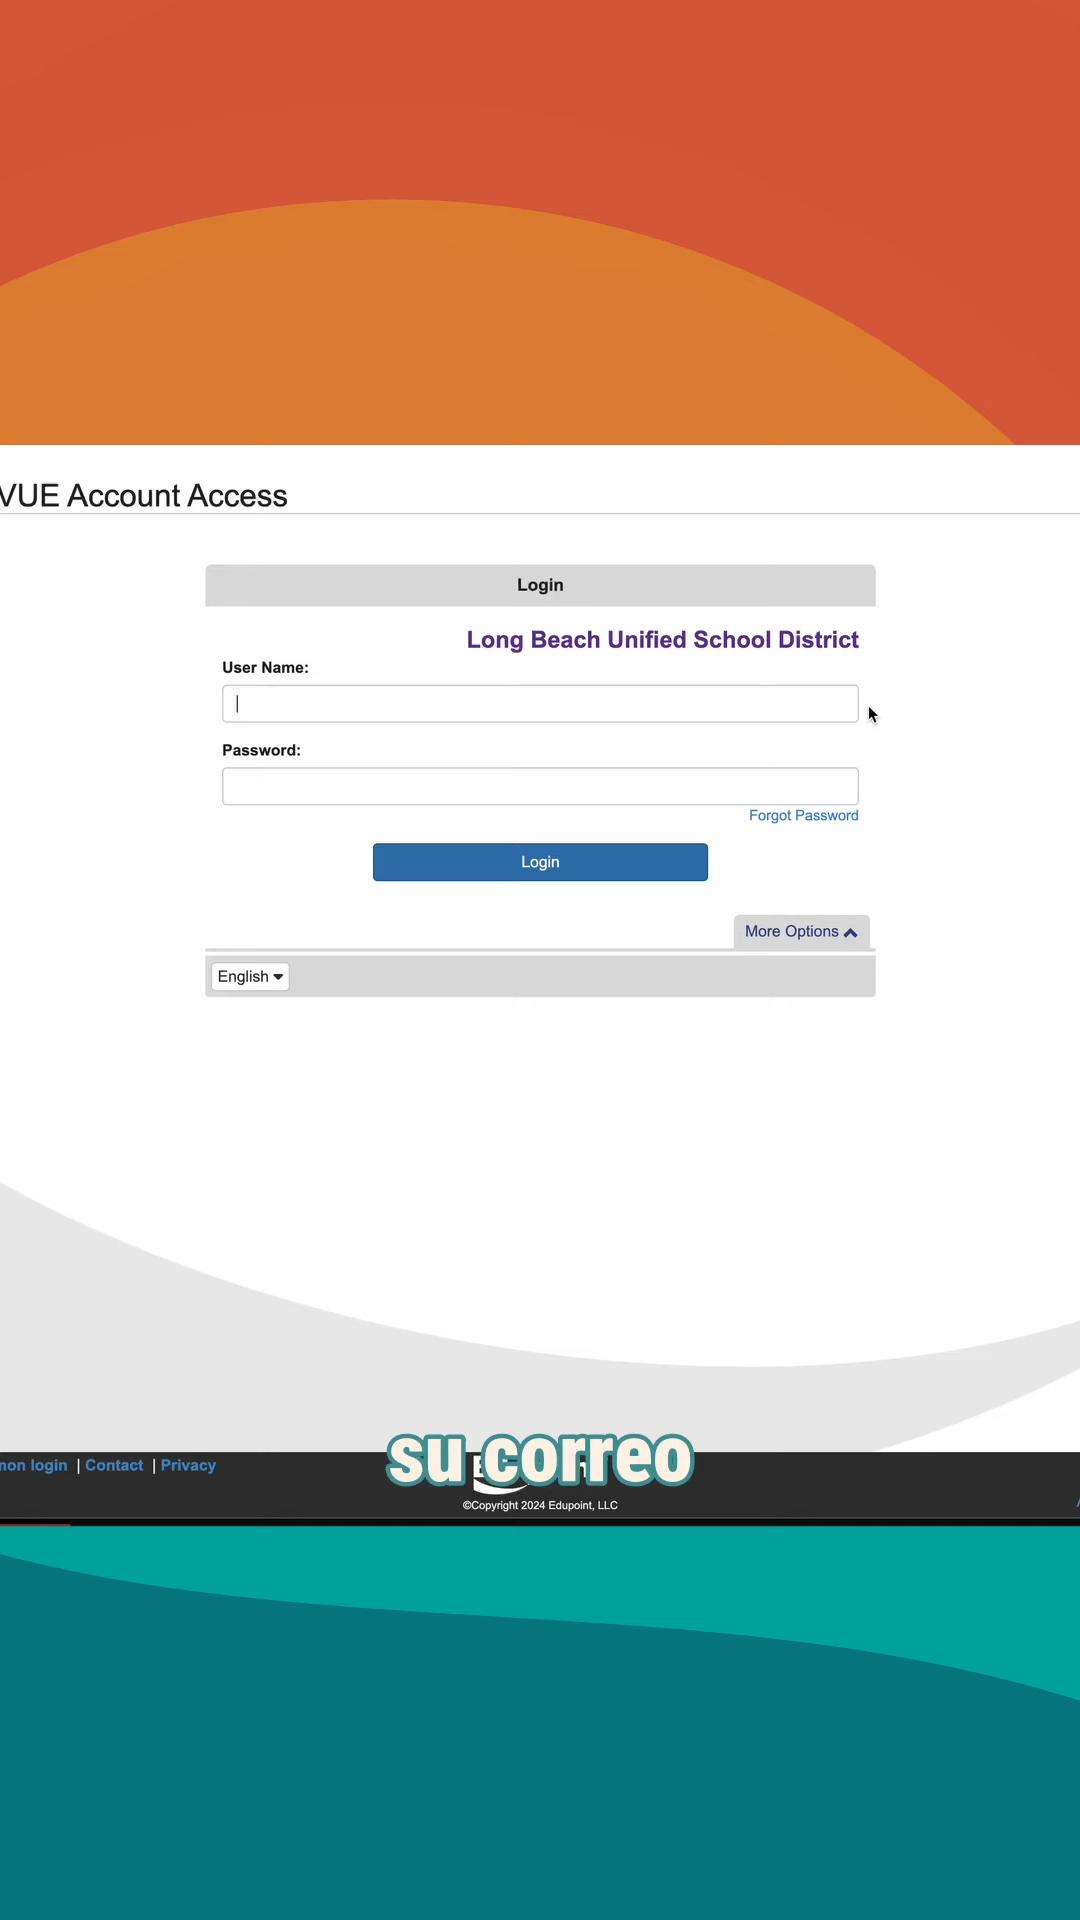 VUE Account Access
Login
Long Beach Unified School District
User Name:
Password:
Forgot Password
Login
More Options
English
non login | Contact | Privacy
su correo
©Copyright 2024 Edupoint, LLC